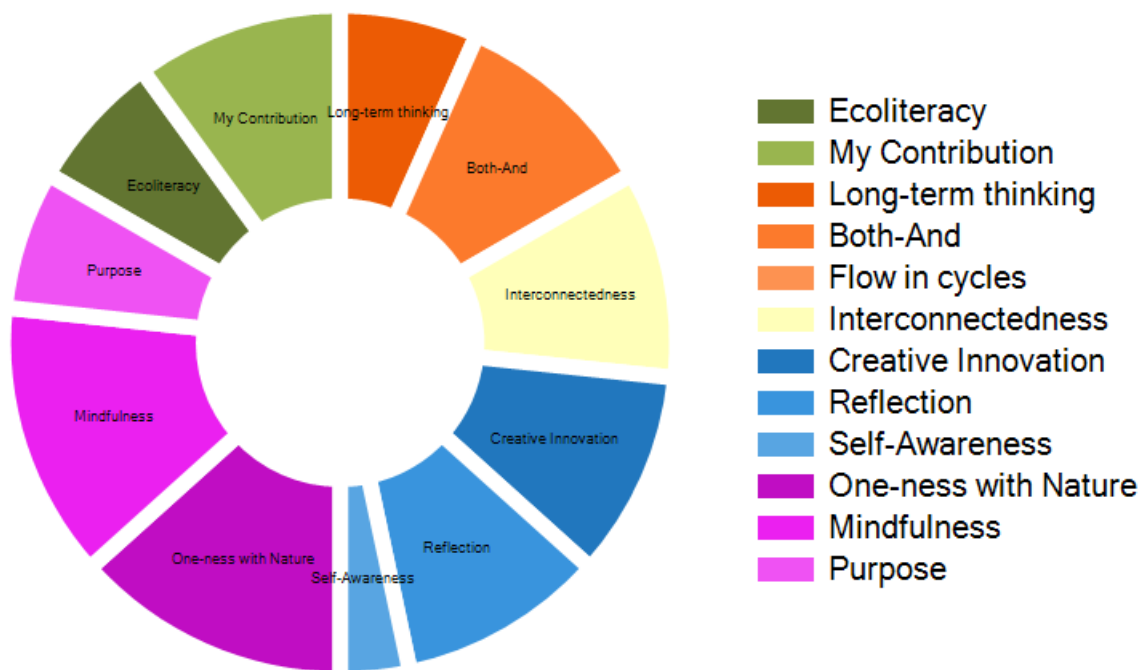 My Contribution
Long-term thinking
Both-And
Ecoliteracy
Purpose
Interconnectedness
Mindfulness
Creative Innovation
One-ness with Nature
Reflection
Self-Awareness
Ecoliteracy
My Contribution
Long-term thinking
Both-And
Flow in cycles
Interconnectedness
Creative Innovation
Reflection
Self-Awareness
One-ness with Nature
Mindfulness
Purpose